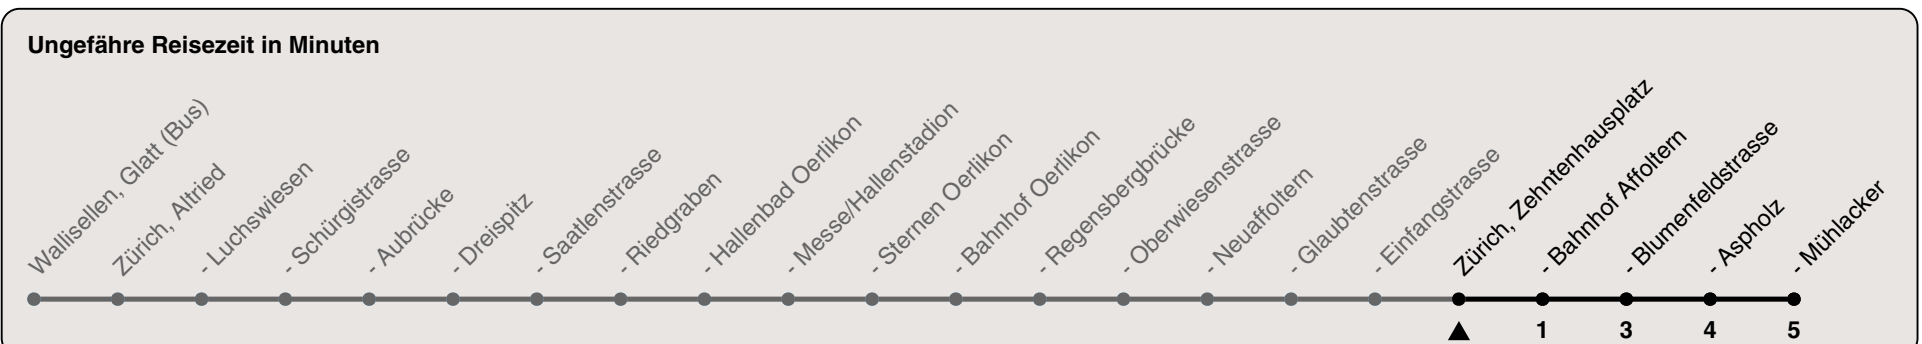 Ungefähre Reisezeit in Minuten
Wallisellen, Glatt (Bus)
Zürich, Altried
- Luchswiesen
- Schürgistrasse
- Aubrücke
- Dreispitz
- Saatlenstrasse
- Riedgraben
- Hallenbad Oerlikon
- Messe/Hallenstadion
- Sternen Oerlikon
- Bahnhof Oerlikon
- Regensbergbrücke
- Oberwiesenstrasse
- Neuaffoltern
- Glaubtenstrasse
- Einfangstrasse
Zürich, Zehntenhausplatz
- Bahnhof Affoltern
- Blumenfeldstrasse
- Aspholz
- Mühlacker
1 3 4 5